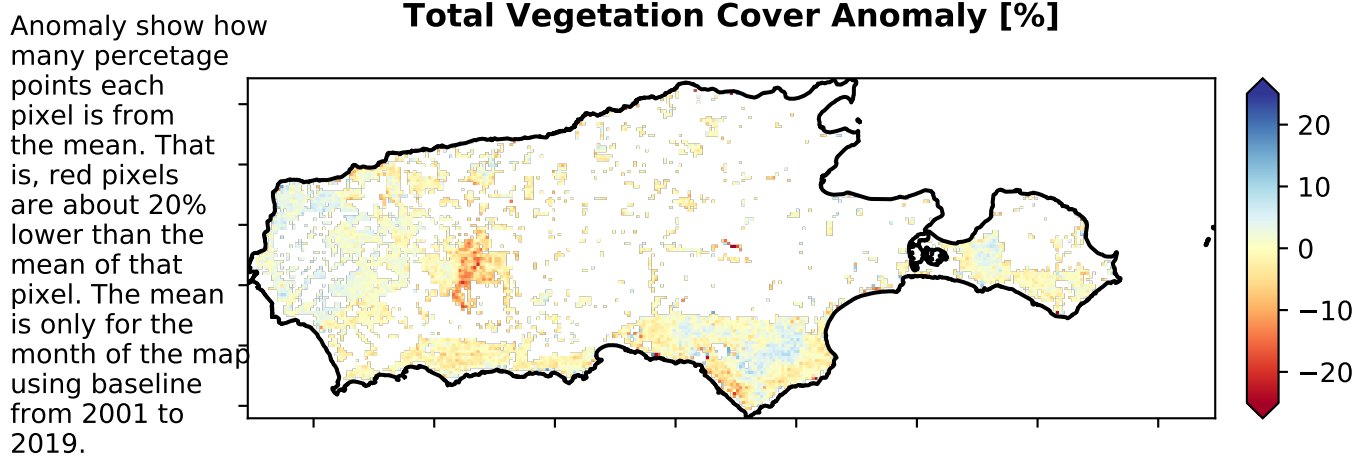 Total Vegetation Cover Anomaly [%]
Anomaly show how
many percetage
points each
pixel is from
the mean. That
is, red pixels
are about 20%
lower than the
mean of that
pixel. The mean
is only for the
month of the map
using baseline
from 2001 to
2019.
20
10
0
−10
−20